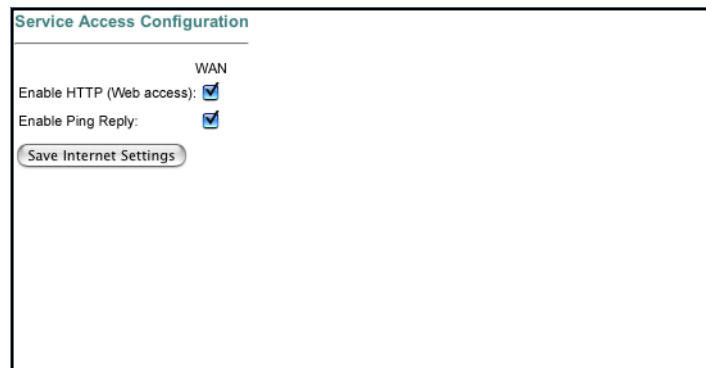 Service Access Configuration
WAN
Enable HTTP (Web access):
Enable Ping Reply:
Save Internet Settings